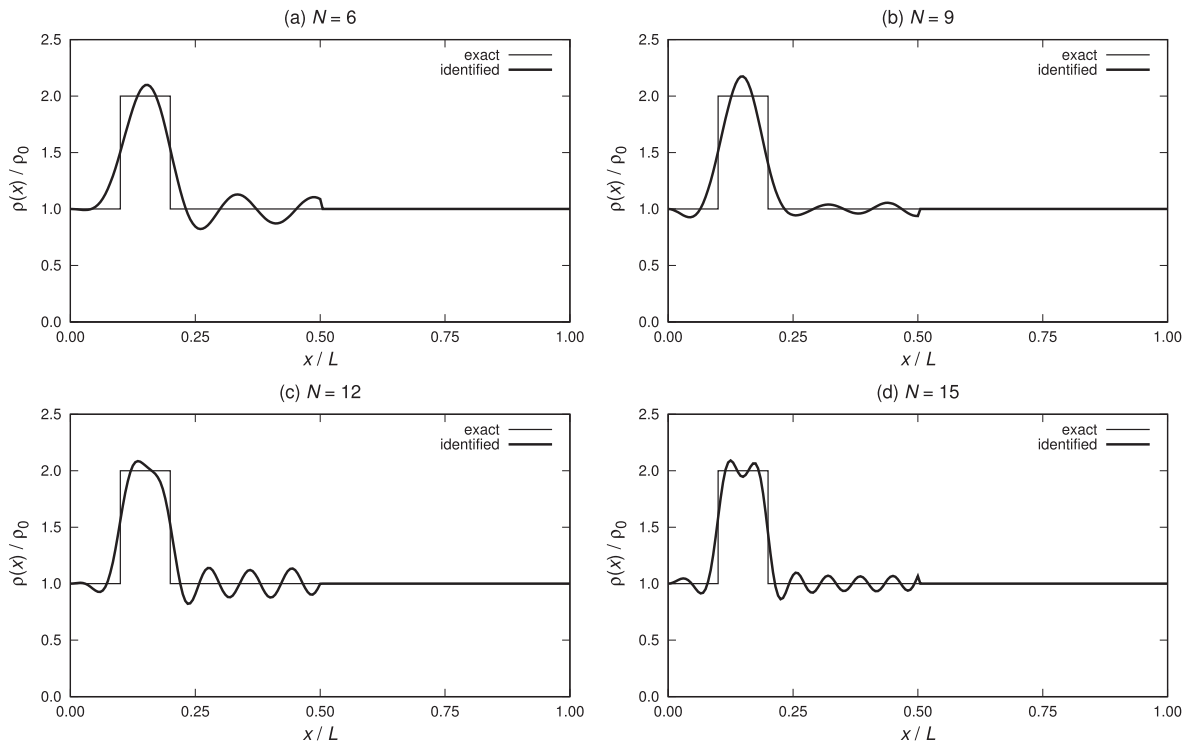 (a) N = 6
2.5
2.0
1.5
1.0
0.5
0.0
ρ(x) / ρ0
exact
identified
0.00 0.25 0.50 0.75 1.00
x / L
(b) N = 9
2.5
2.0
1.5
1.0
0.5
0.0
ρ(x) / ρ0
exact
identified
0.00 0.25 0.50 0.75 1.00
x / L
(c) N = 12
2.5
2.0
1.5
1.0
0.5
0.0
ρ(x) / ρ0
exact
identified
0.00 0.25 0.50 0.75 1.00
x / L
(d) N = 15
2.5
2.0
1.5
1.0
0.5
0.0
ρ(x) / ρ0
exact
identified
0.00 0.25 0.50 0.75 1.00
x / L